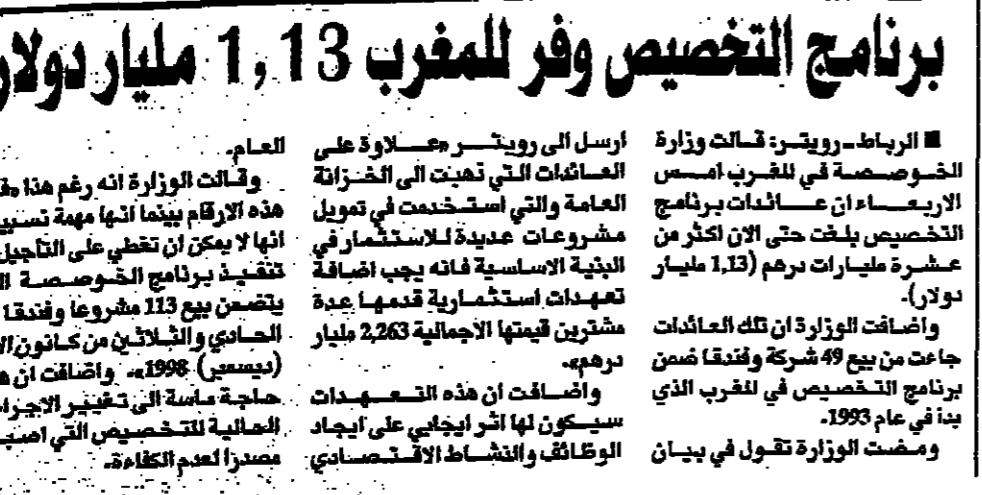 برنامج التخصيص وفر للمغرب 1,13 مليار دولار
■ الرباط ـ رويتر: قالت وزارة
الخوصصة في المغرب امس
الاربعاء ان عائدات برنامج
التخصيص بلغت حتى الان اكثر من
عشرة مليارات درهم (1,13 مليار
دولار).
واضافت الوزارة ان تلك العائدات
جاءت من بيع 49 شركة وفندقا ضمن
برنامج التخصيص في المغرب الذي
بدأ في عام 1993.
ومضت الوزارة تقول في بيان
ارسل الى رويتر «علاوة على
العائدات التي ذهبت الى الخزانة
العامة والتي استخدمت في تمويل
مشروعات عديدة للاستثمار في
البنية الاساسية فانه يجب اضافة
تعهدات استثمارية قدمها عدة
مشترين قيمتها الاجمالية 2,263 مليار
درهم».
واضافت ان هذه التعهدات
سيكون لها اثر ايجابي على ايجاد
الوظائف والنشاط الاقتصادي
العام.
وقالت الوزارة انه رغم هذا
هذه الارقام بينما انها مهمة
انها لا يمكن ان تغطي على التأجيل
تنفيذ برنامج الخوصصة
يتضمن بيع 113 مشروعا وفندقا
الحادي والثلاثين من كانون
(ديسمبر) 1998». واضافت ان
حاجة ماسة الى تغيير
المالية للتخصيص التي
مصدرا لعدم الكفاءة.